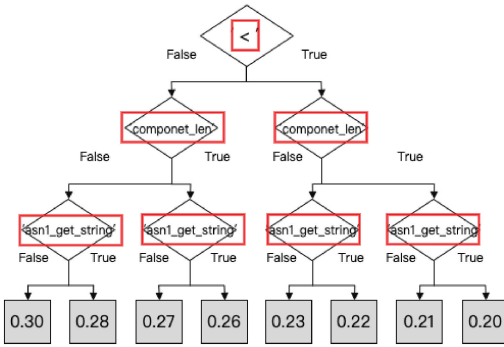 '<'
False True
'componet_len' 'componet_len'
False True False True
'asn1_get_string' 'asn1_get_string' 'asn1_get_string' 'asn1_get_string'
False True False True False True False True
0.30 0.28 0.27 0.26 0.23 0.22 0.21 0.20